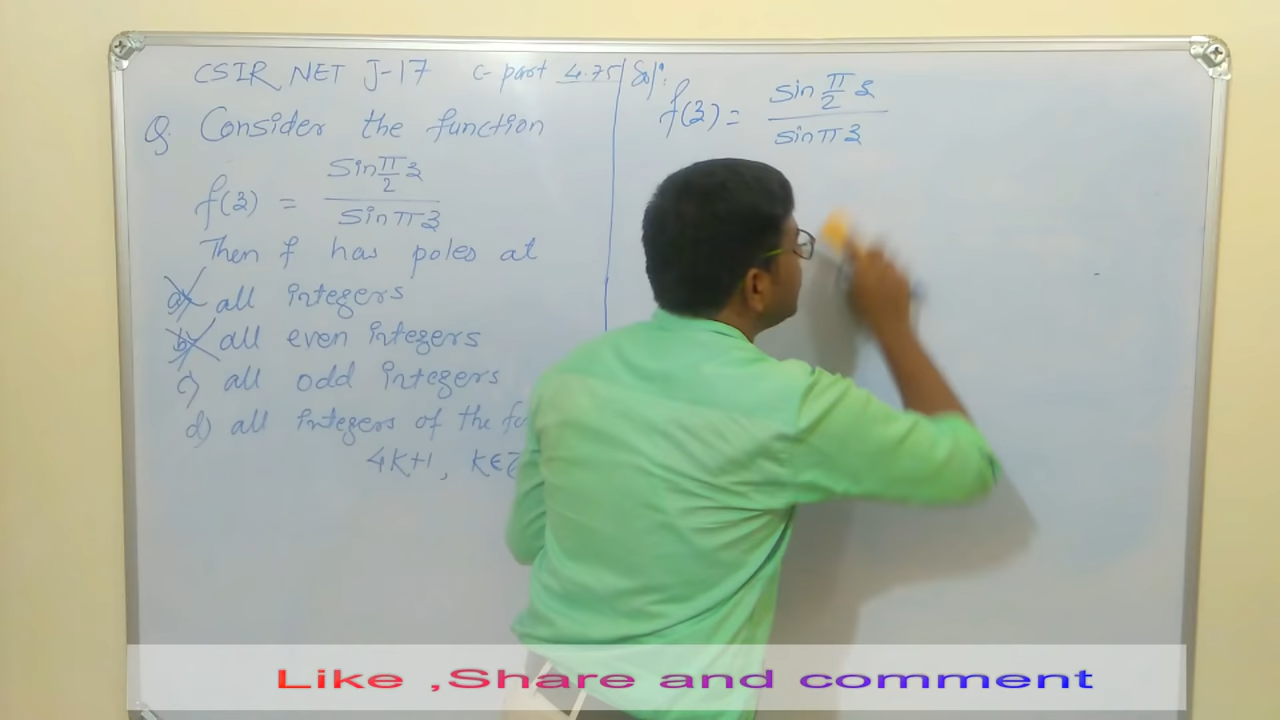 CSIR NET J-17 C-part 4.75
Q. Consider the function
f(z) = Sin π/2 z / Sin πz
Then f has poles at
a) all integers
b) all even integers
c) all odd integers
d) all integers of the
4K+1, K∈
Sol:
f(z) = Sin π/2 z / Sin πz
Like ,Share and comment